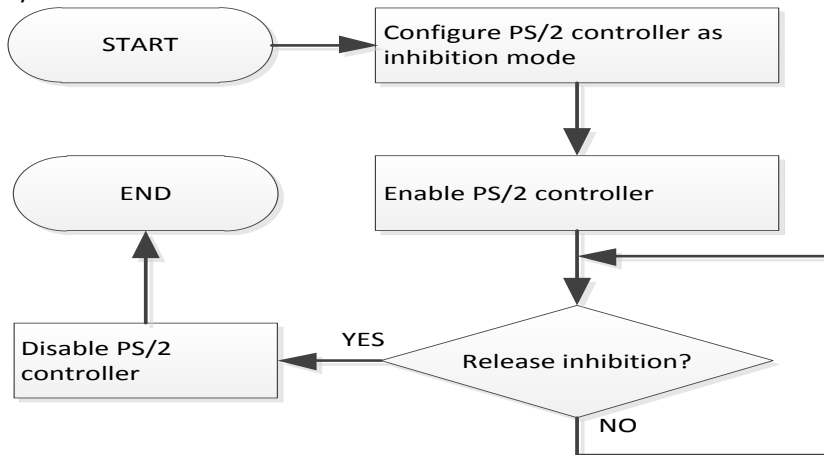 START
Configure PS/2 controller as
inhibition mode
END
Enable PS/2 controller
YES
Disable PS/2
controller
Release inhibition?
NO